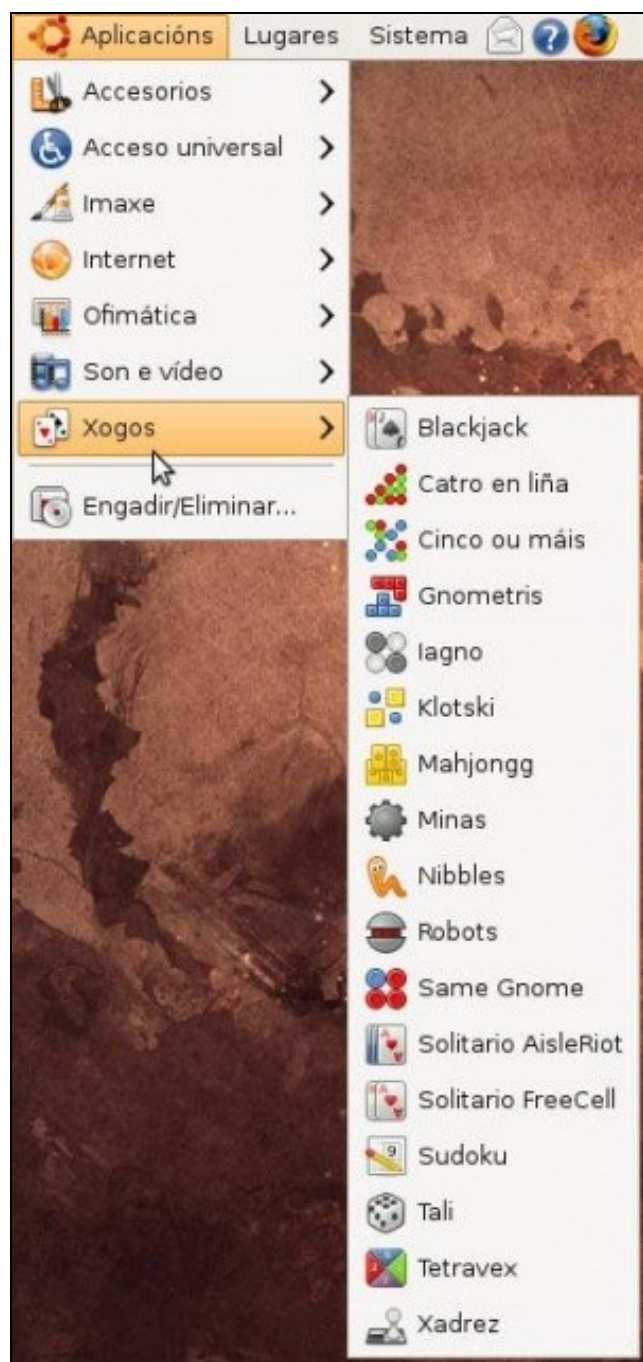 Aplicacións Lugares Sistema
Accesorios
Acceso universal
Imaxe
Internet
Ofimática
Son e vídeo
Xogos
Engadir/Eliminar...
Blackjack
Catro en liña
Cinco ou máis
Gnometris
Iagno
Klotski
Mahjongg
Minas
Nibbles
Robots
Same Gnome
Solitario AisleRiot
Solitario FreeCell
Sudoku
Tali
Tetravex
Xadrez